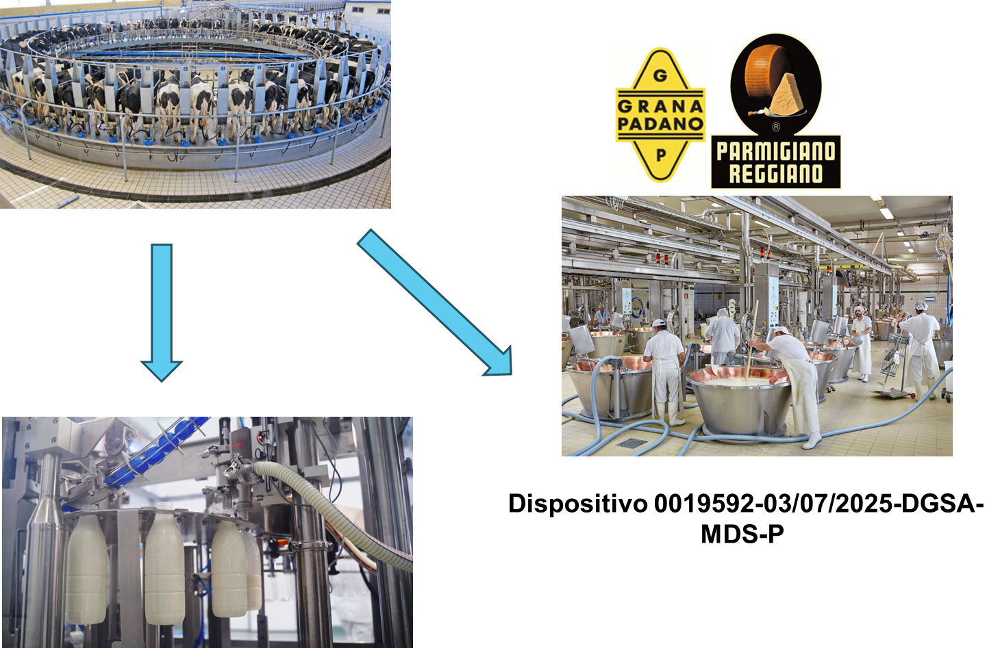 G
GRANA
PADANO
P
®
PARMIGIANO
REGGIANO
Dispositivo 0019592-03/07/2025-DGSA-
MDS-P